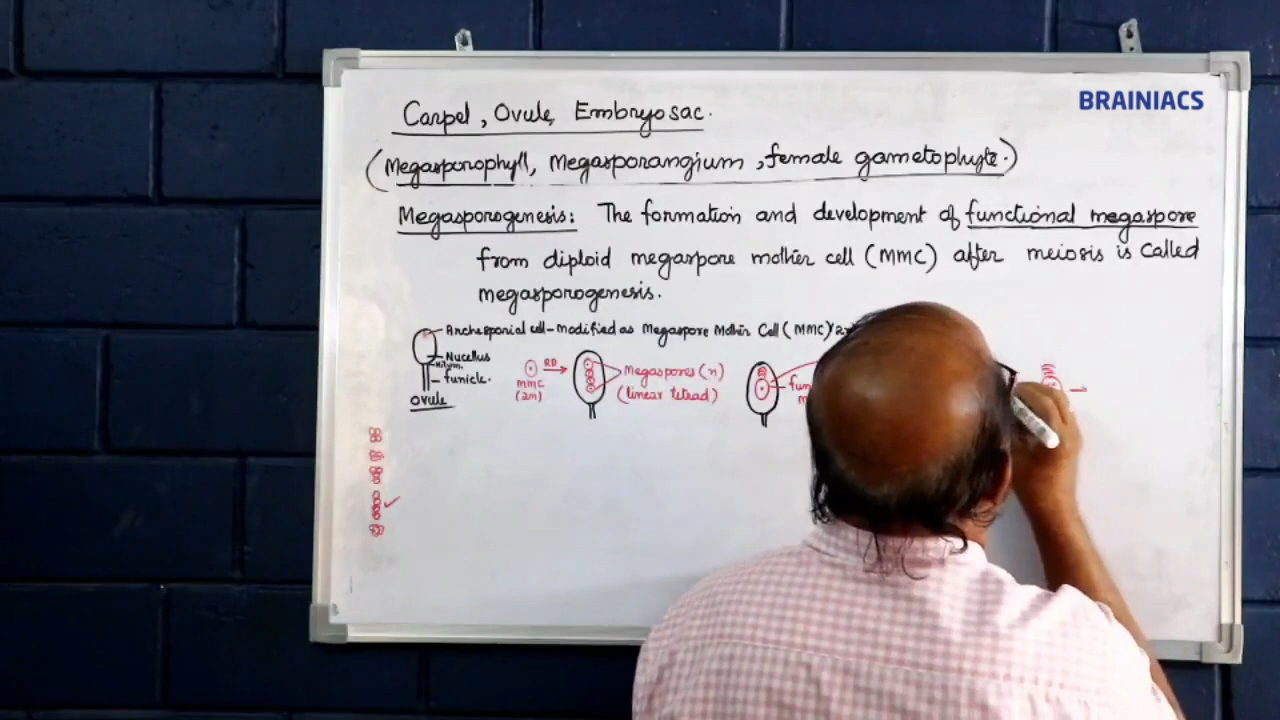 BRAINIACS
Carpel, Ovule, Embryosac.
(Megasporophyll, Megasporangium, female gametophyte.)
Megasporogenesis: The formation and development of functional megaspore
from diploid megaspore mother cell (MMC) after meiosis is called
megasporogenesis.
Archesporial cell - modified as Megaspore Mother Cell (MMC)
Nucellus
Hilum
funicle.
Ovule
MMC
(2n)
RD
Megaspores (n)
(linear tetrad)